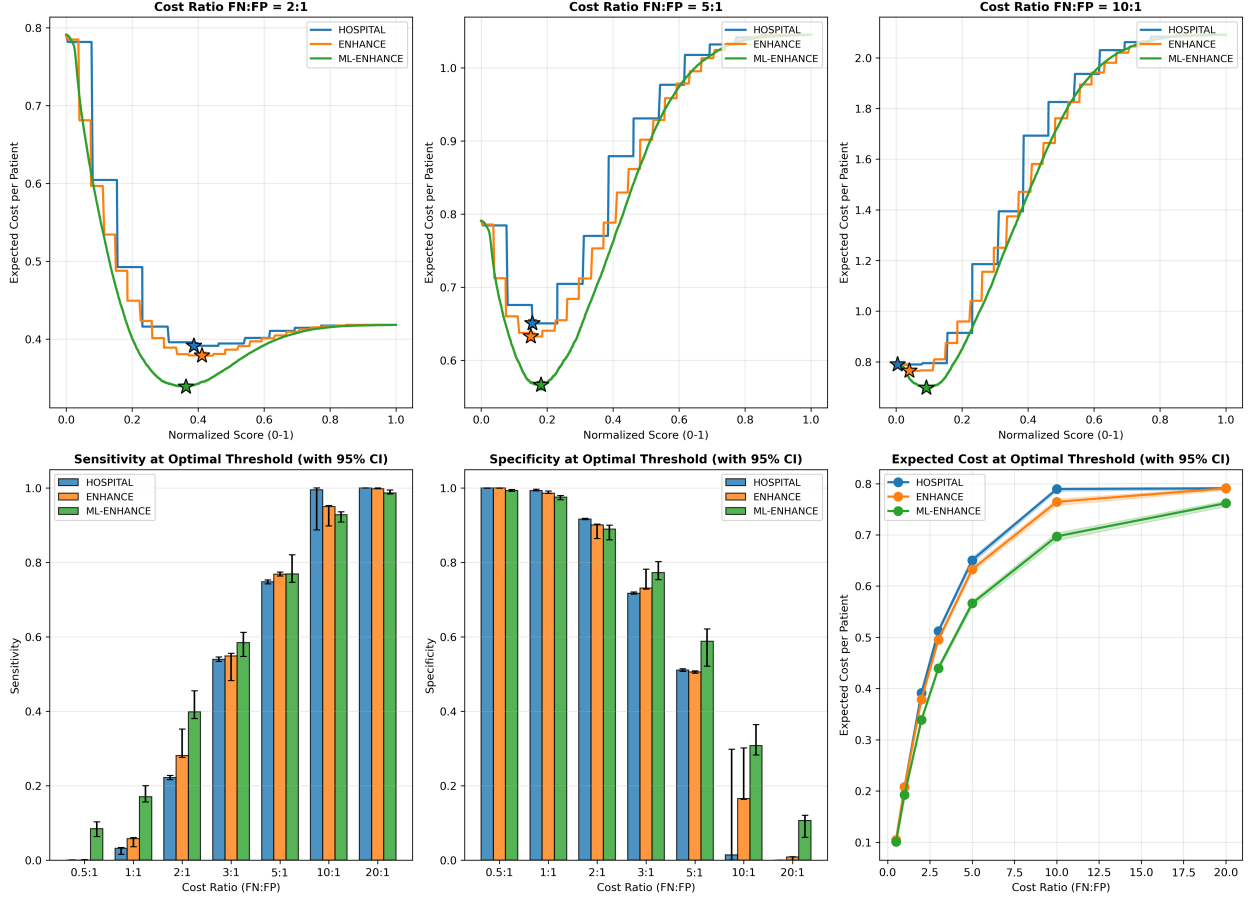 Cost Ratio FN:FP = 2:1
HOSPITAL
ENHANCE
ML-ENHANCE
Expected Cost per Patient
0.8
0.7
0.6
0.5
0.4
0.0 0.2 0.4 0.6 0.8 1.0
Normalized Score (0-1)
Cost Ratio FN:FP = 5:1
HOSPITAL
ENHANCE
ML-ENHANCE
Expected Cost per Patient
1.0
0.9
0.8
0.7
0.6
0.0 0.2 0.4 0.6 0.8 1.0
Normalized Score (0-1)
Cost Ratio FN:FP = 10:1
HOSPITAL
ENHANCE
ML-ENHANCE
Expected Cost per Patient
2.0
1.8
1.6
1.4
1.2
1.0
0.8
0.0 0.2 0.4 0.6 0.8 1.0
Normalized Score (0-1)
Sensitivity at Optimal Threshold (with 95% CI)
HOSPITAL
ENHANCE
ML-ENHANCE
Sensitivity
1.0
0.8
0.6
0.4
0.2
0.0
0.5:1 1:1 2:1 3:1 5:1 10:1 20:1
Cost Ratio (FN:FP)
Specificity at Optimal Threshold (with 95% CI)
HOSPITAL
ENHANCE
ML-ENHANCE
Specificity
1.0
0.8
0.6
0.4
0.2
0.0
0.5:1 1:1 2:1 3:1 5:1 10:1 20:1
Cost Ratio (FN:FP)
Expected Cost at Optimal Threshold (with 95% CI)
HOSPITAL
ENHANCE
ML-ENHANCE
Expected Cost per Patient
0.8
0.7
0.6
0.5
0.4
0.3
0.2
0.1
0.0 2.5 5.0 7.5 10.0 12.5 15.0 17.5 20.0
Cost Ratio (FN:FP)